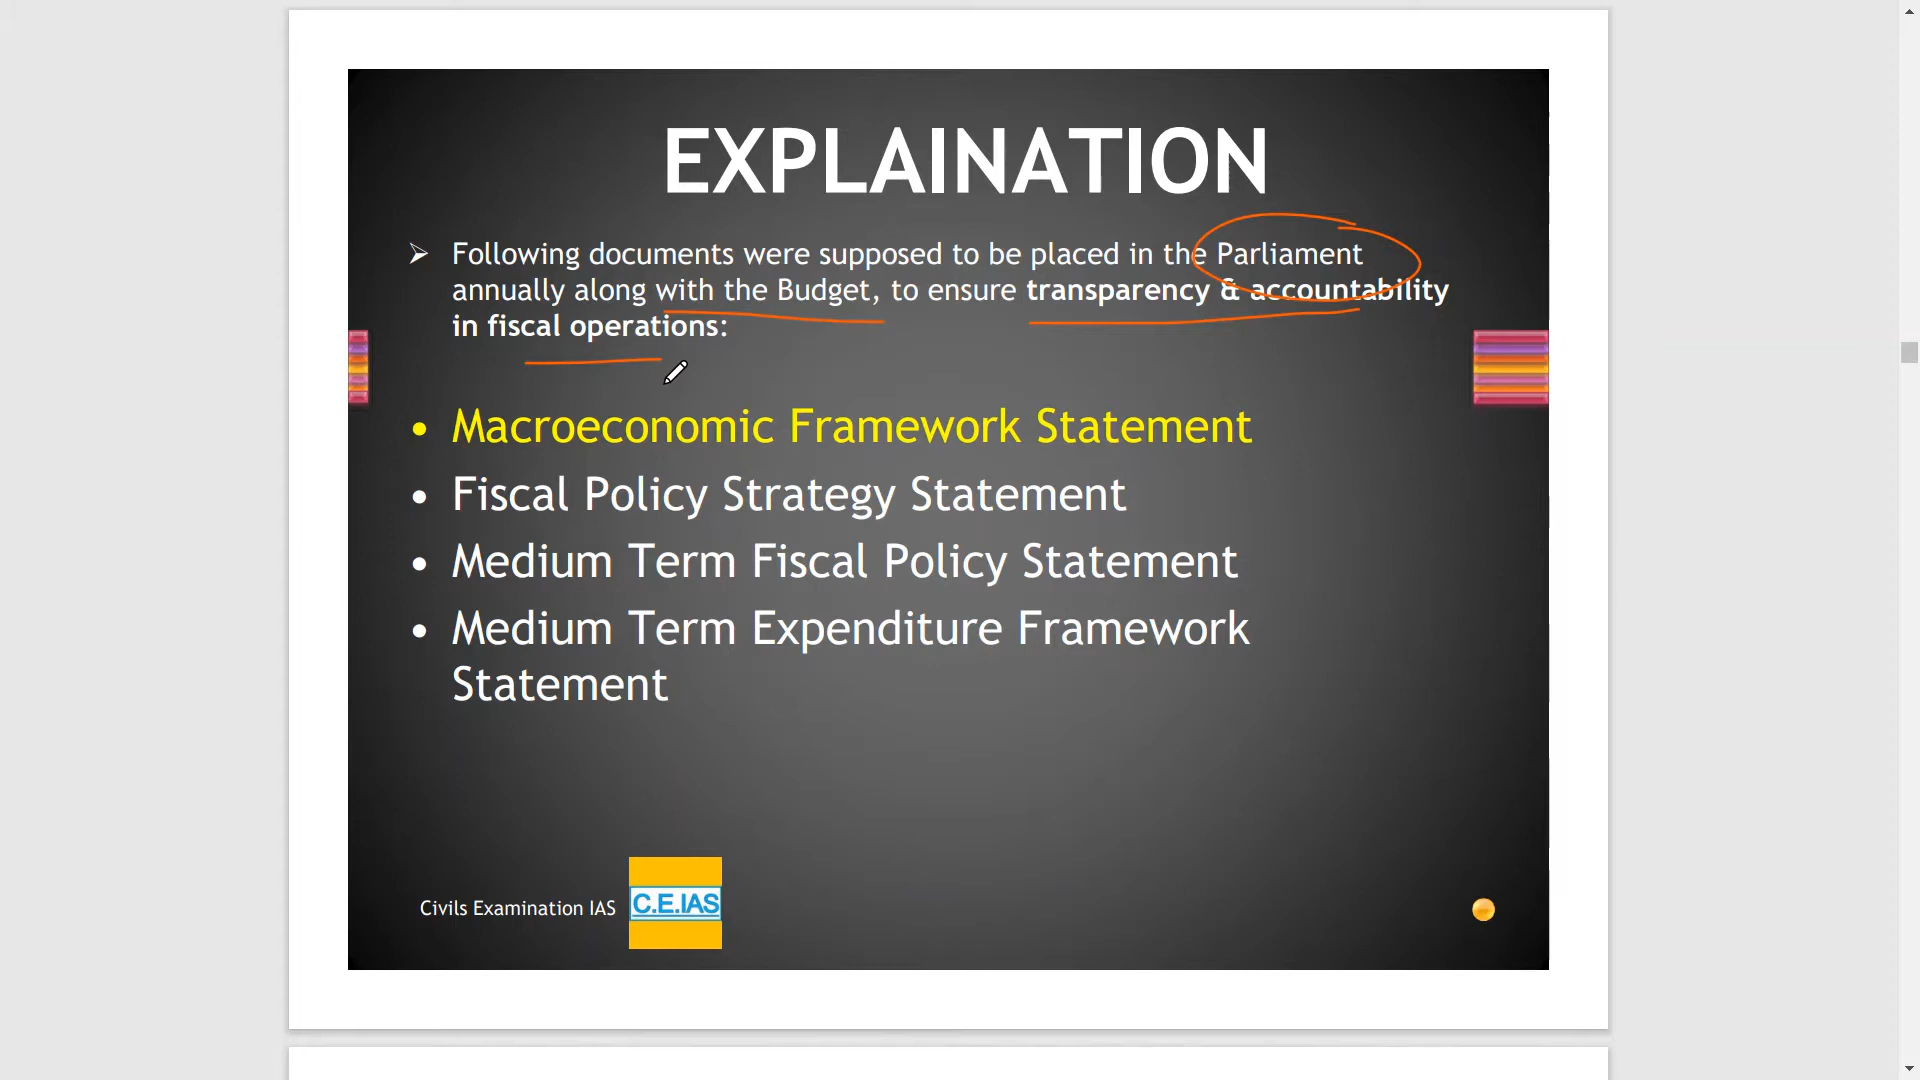 EXPLAINATION
Following documents were supposed to be placed in the Parliament
annually along with the Budget, to ensure transparency & accountability
in fiscal operations:
Macroeconomic Framework Statement
Fiscal Policy Strategy Statement
Medium Term Fiscal Policy Statement
Medium Term Expenditure Framework
Statement
Civils Examination IAS
C.E.IAS